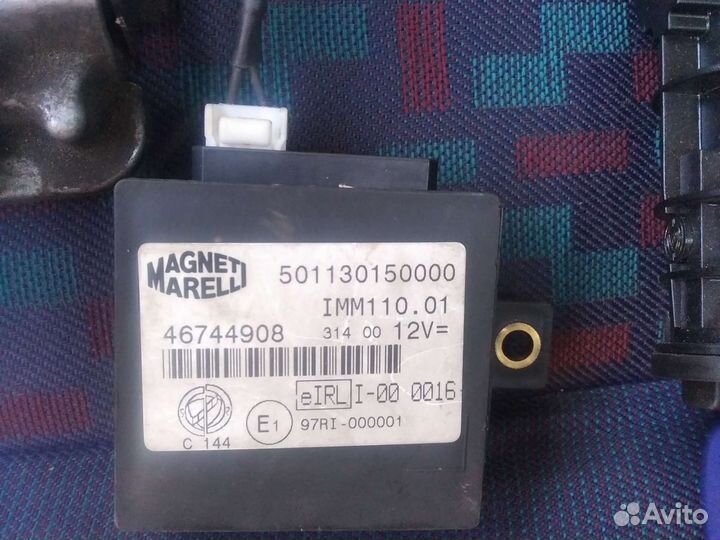 MAGNETI MARELLI
501130150000
IMM110.01
46744908 314 00 12V=
eIRL I-00 0016
E1 97RI-000001
C 144
Avito